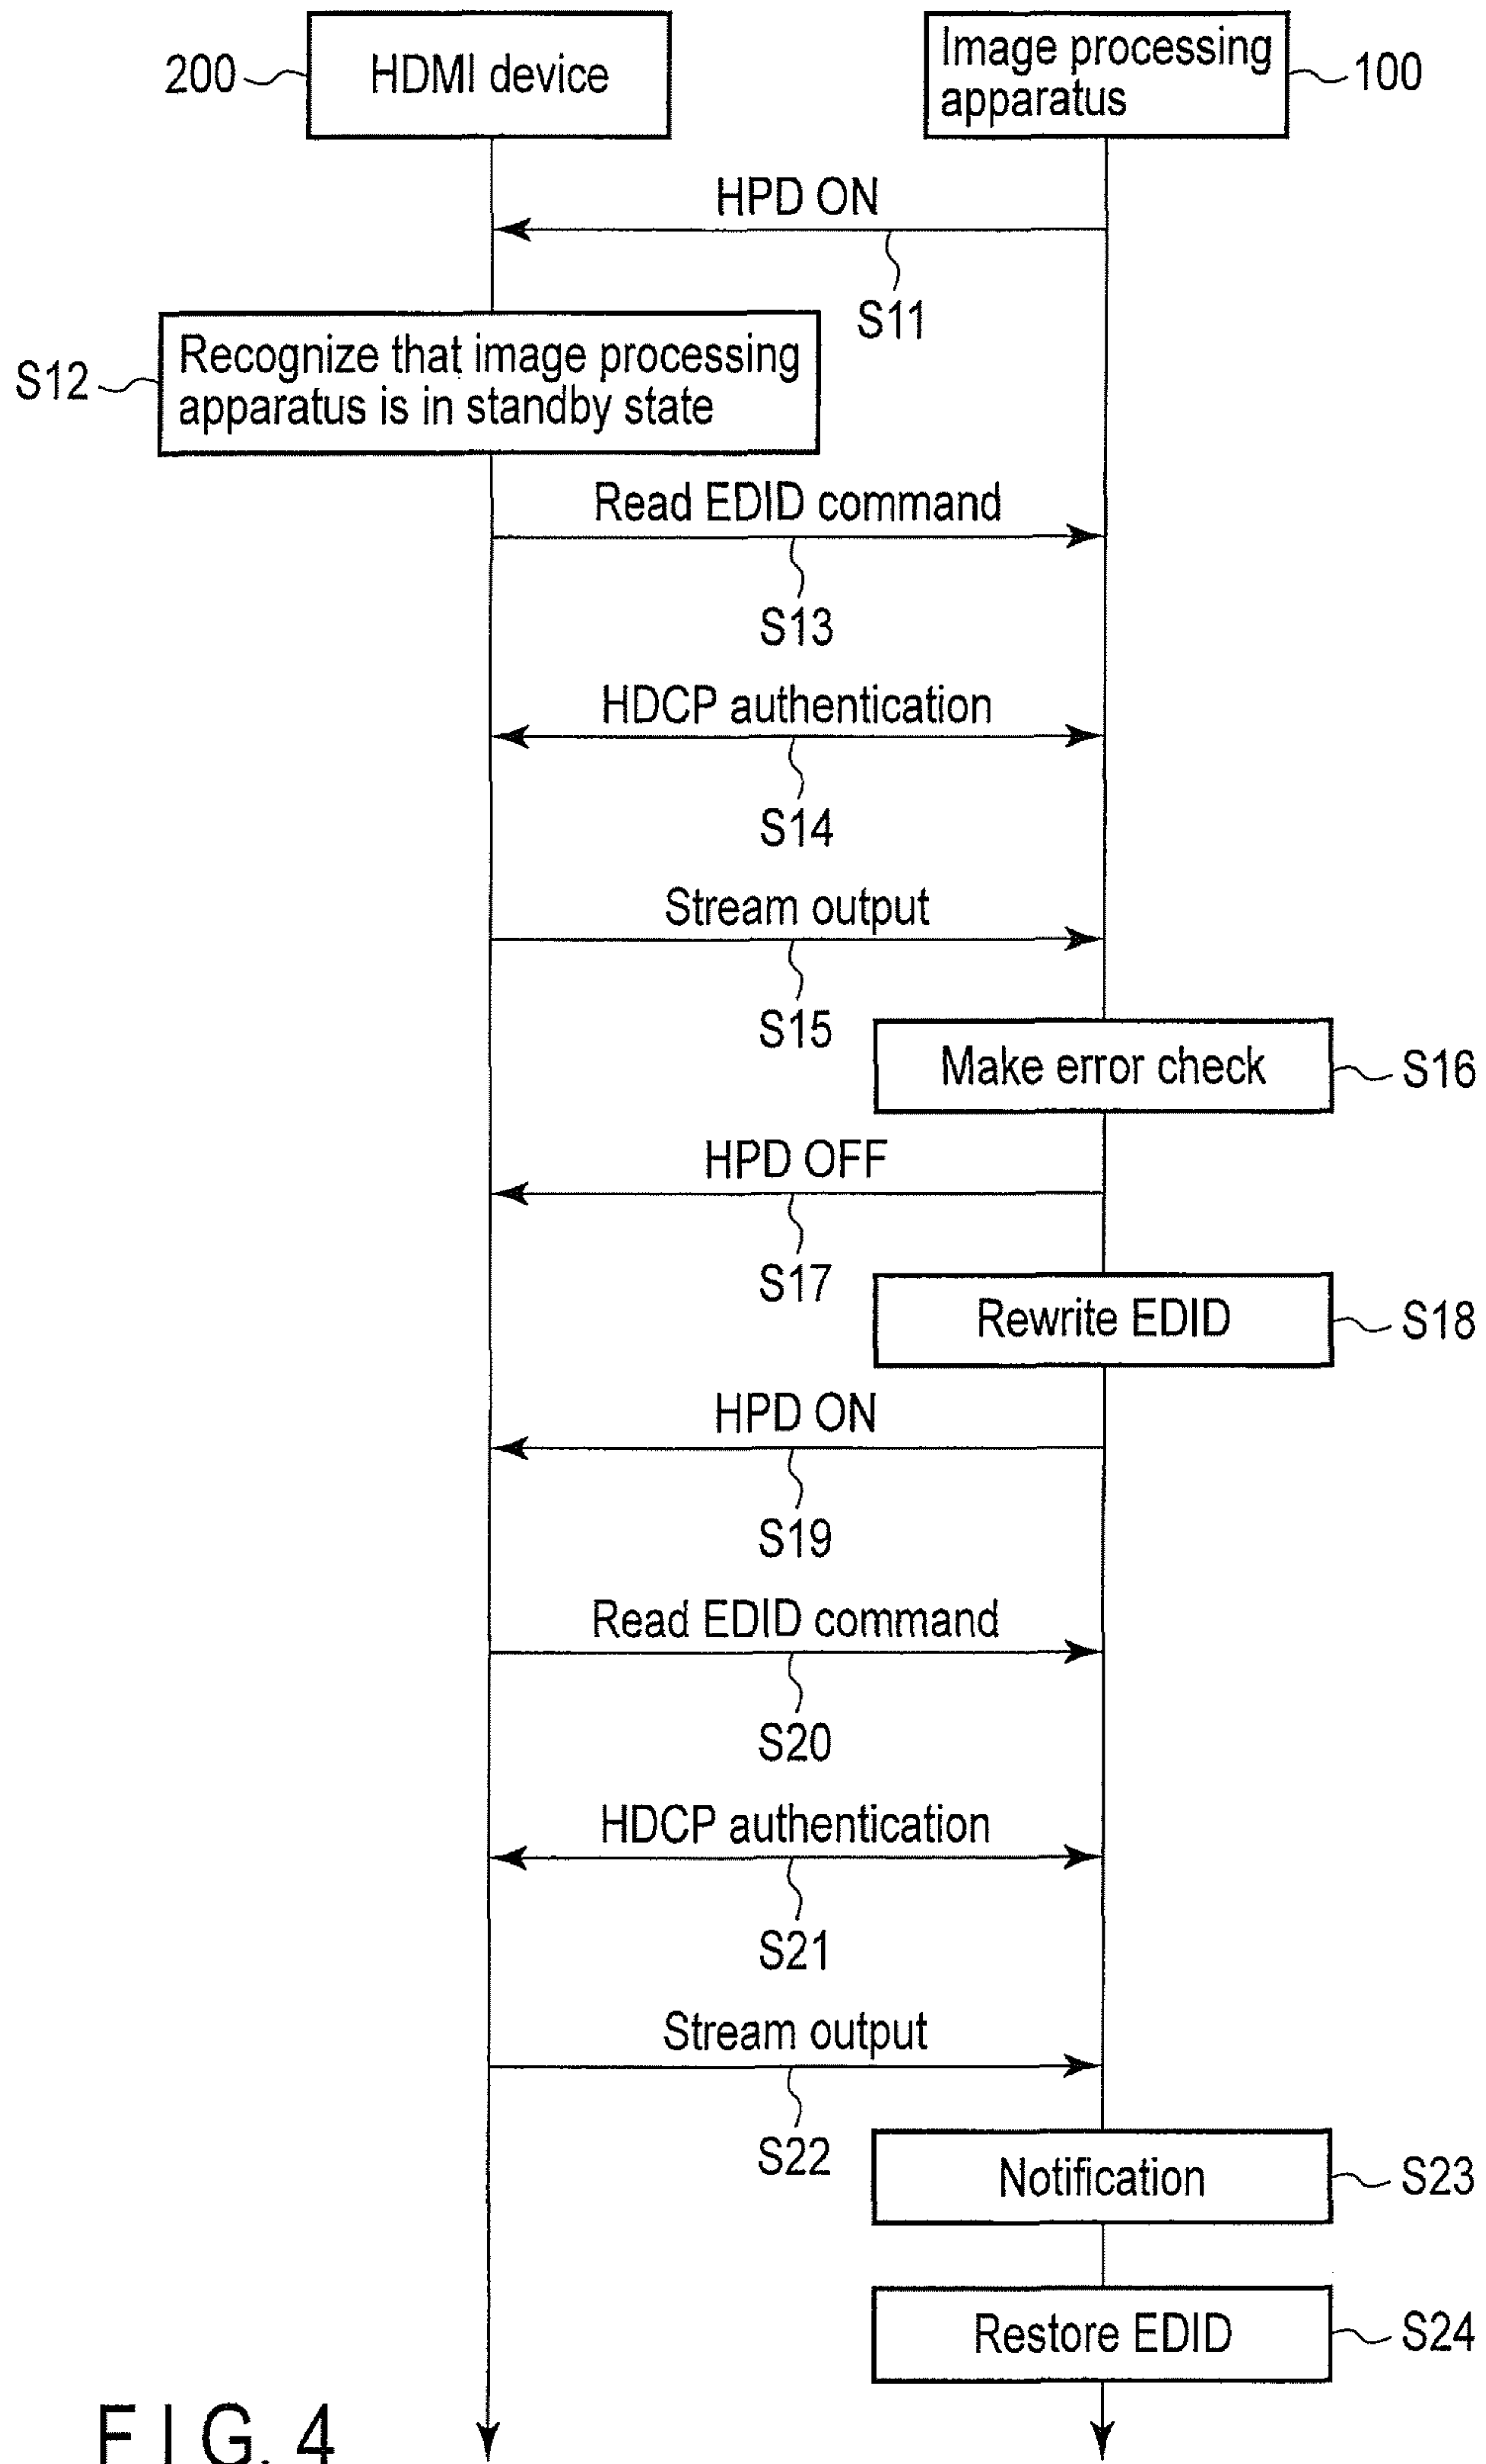 200
HDMI device
Image processing
apparatus
100
HPD ON
S11
S12
Recognize that image processing
apparatus is in standby state
Read EDID command
S13
HDCP authentication
S14
Stream output
S15
Make error check
S16
HPD OFF
S17
Rewrite EDID
S18
HPD ON
S19
Read EDID command
S20
HDCP authentication
S21
Stream output
S22
Notification
S23
Restore EDID
S24
FIG. 4